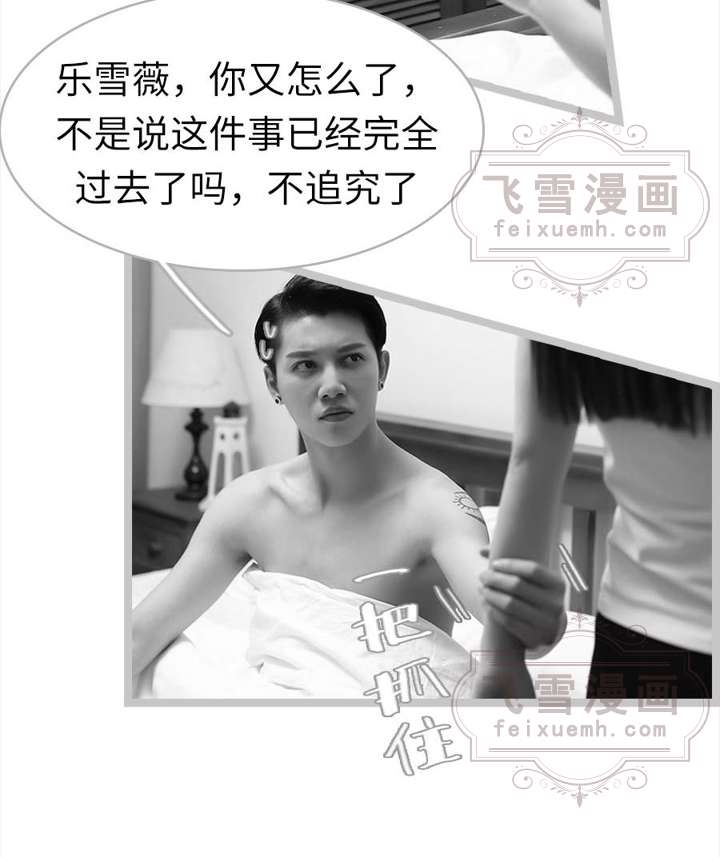 乐雪薇，你又怎么了，
不是说这件事已经完全
过去了吗，不追究了
飞雪漫画
feixuemh.com
一
把
抓
住
飞雪漫画
feixuemh.com